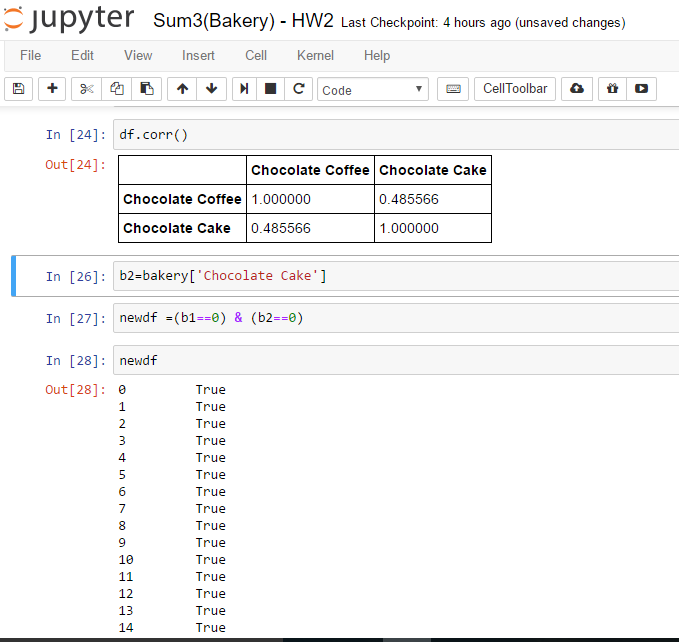 jupyter Sum3(Bakery) - HW2 Last Checkpoint: 4 hours ago (unsaved changes)
File Edit View Insert Cell Kernel Help
Code CellToolbar
In [24]: df.corr()
Out[24]:
Chocolate Coffee Chocolate Cake
Chocolate Coffee 1.000000 0.485566
Chocolate Cake 0.485566 1.000000
In [26]: b2=bakery['Chocolate Cake']
In [27]: newdf =(b1==0) & (b2==0)
In [28]: newdf
Out[28]: 0 True
1 True
2 True
3 True
4 True
5 True
6 True
7 True
8 True
9 True
10 True
11 True
12 True
13 True
14 True